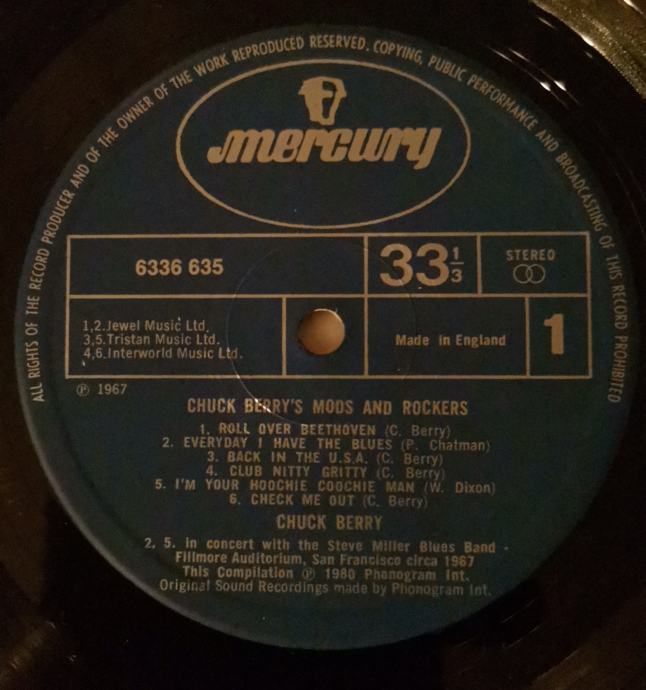 ALL RIGHTS OF THE RECORD PRODUCER AND OF THE OWNER OF THE WORK REPRODUCED RESERVED. COPYING, PUBLIC PERFORMANCE AND BROADCASTING OF THIS RECORD PROHIBITED
mercury
6336 635
33 1/3
STEREO
1,2.Jewel Music Ltd.
3,5.Tristan Music Ltd.
4,6.Interworld Music Ltd.
Made in England
1
℗ 1967
CHUCK BERRY'S MODS AND ROCKERS
1. ROLL OVER BEETHOVEN (C. Berry)
2. EVERYDAY I HAVE THE BLUES (P. Chatman)
3. BACK IN THE U.S.A. (C. Berry)
4. CLUB NITTY GRITTY (C. Berry)
5. I'M YOUR HOOCHIE COOCHIE MAN (W. Dixon)
6. CHECK ME OUT (C. Berry)
CHUCK BERRY
2, 5. In concert with the Steve Miller Blues Band -
Fillmore Auditorium, San Francisco circa 1967
This Compilation ℗ 1980 Phonogram Int.
Original Sound Recordings made by Phonogram Int.